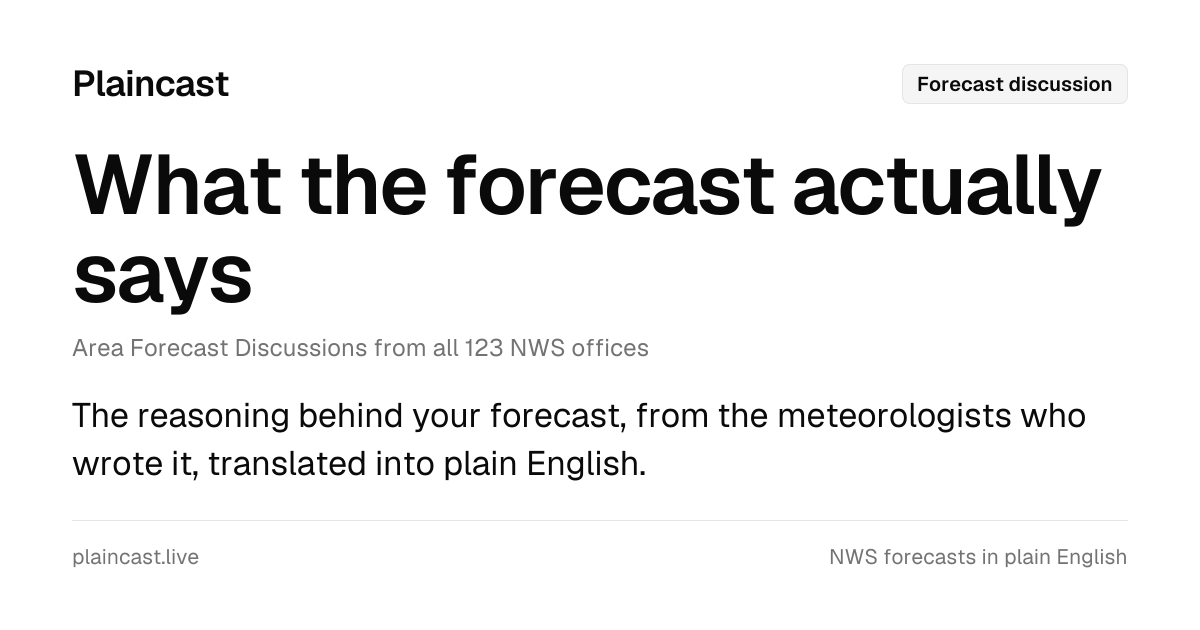 Plaincast
Forecast discussion
What the forecast actually
says
Area Forecast Discussions from all 123 NWS offices
The reasoning behind your forecast, from the meteorologists who
wrote it, translated into plain English.
plaincast.live
NWS forecasts in plain English